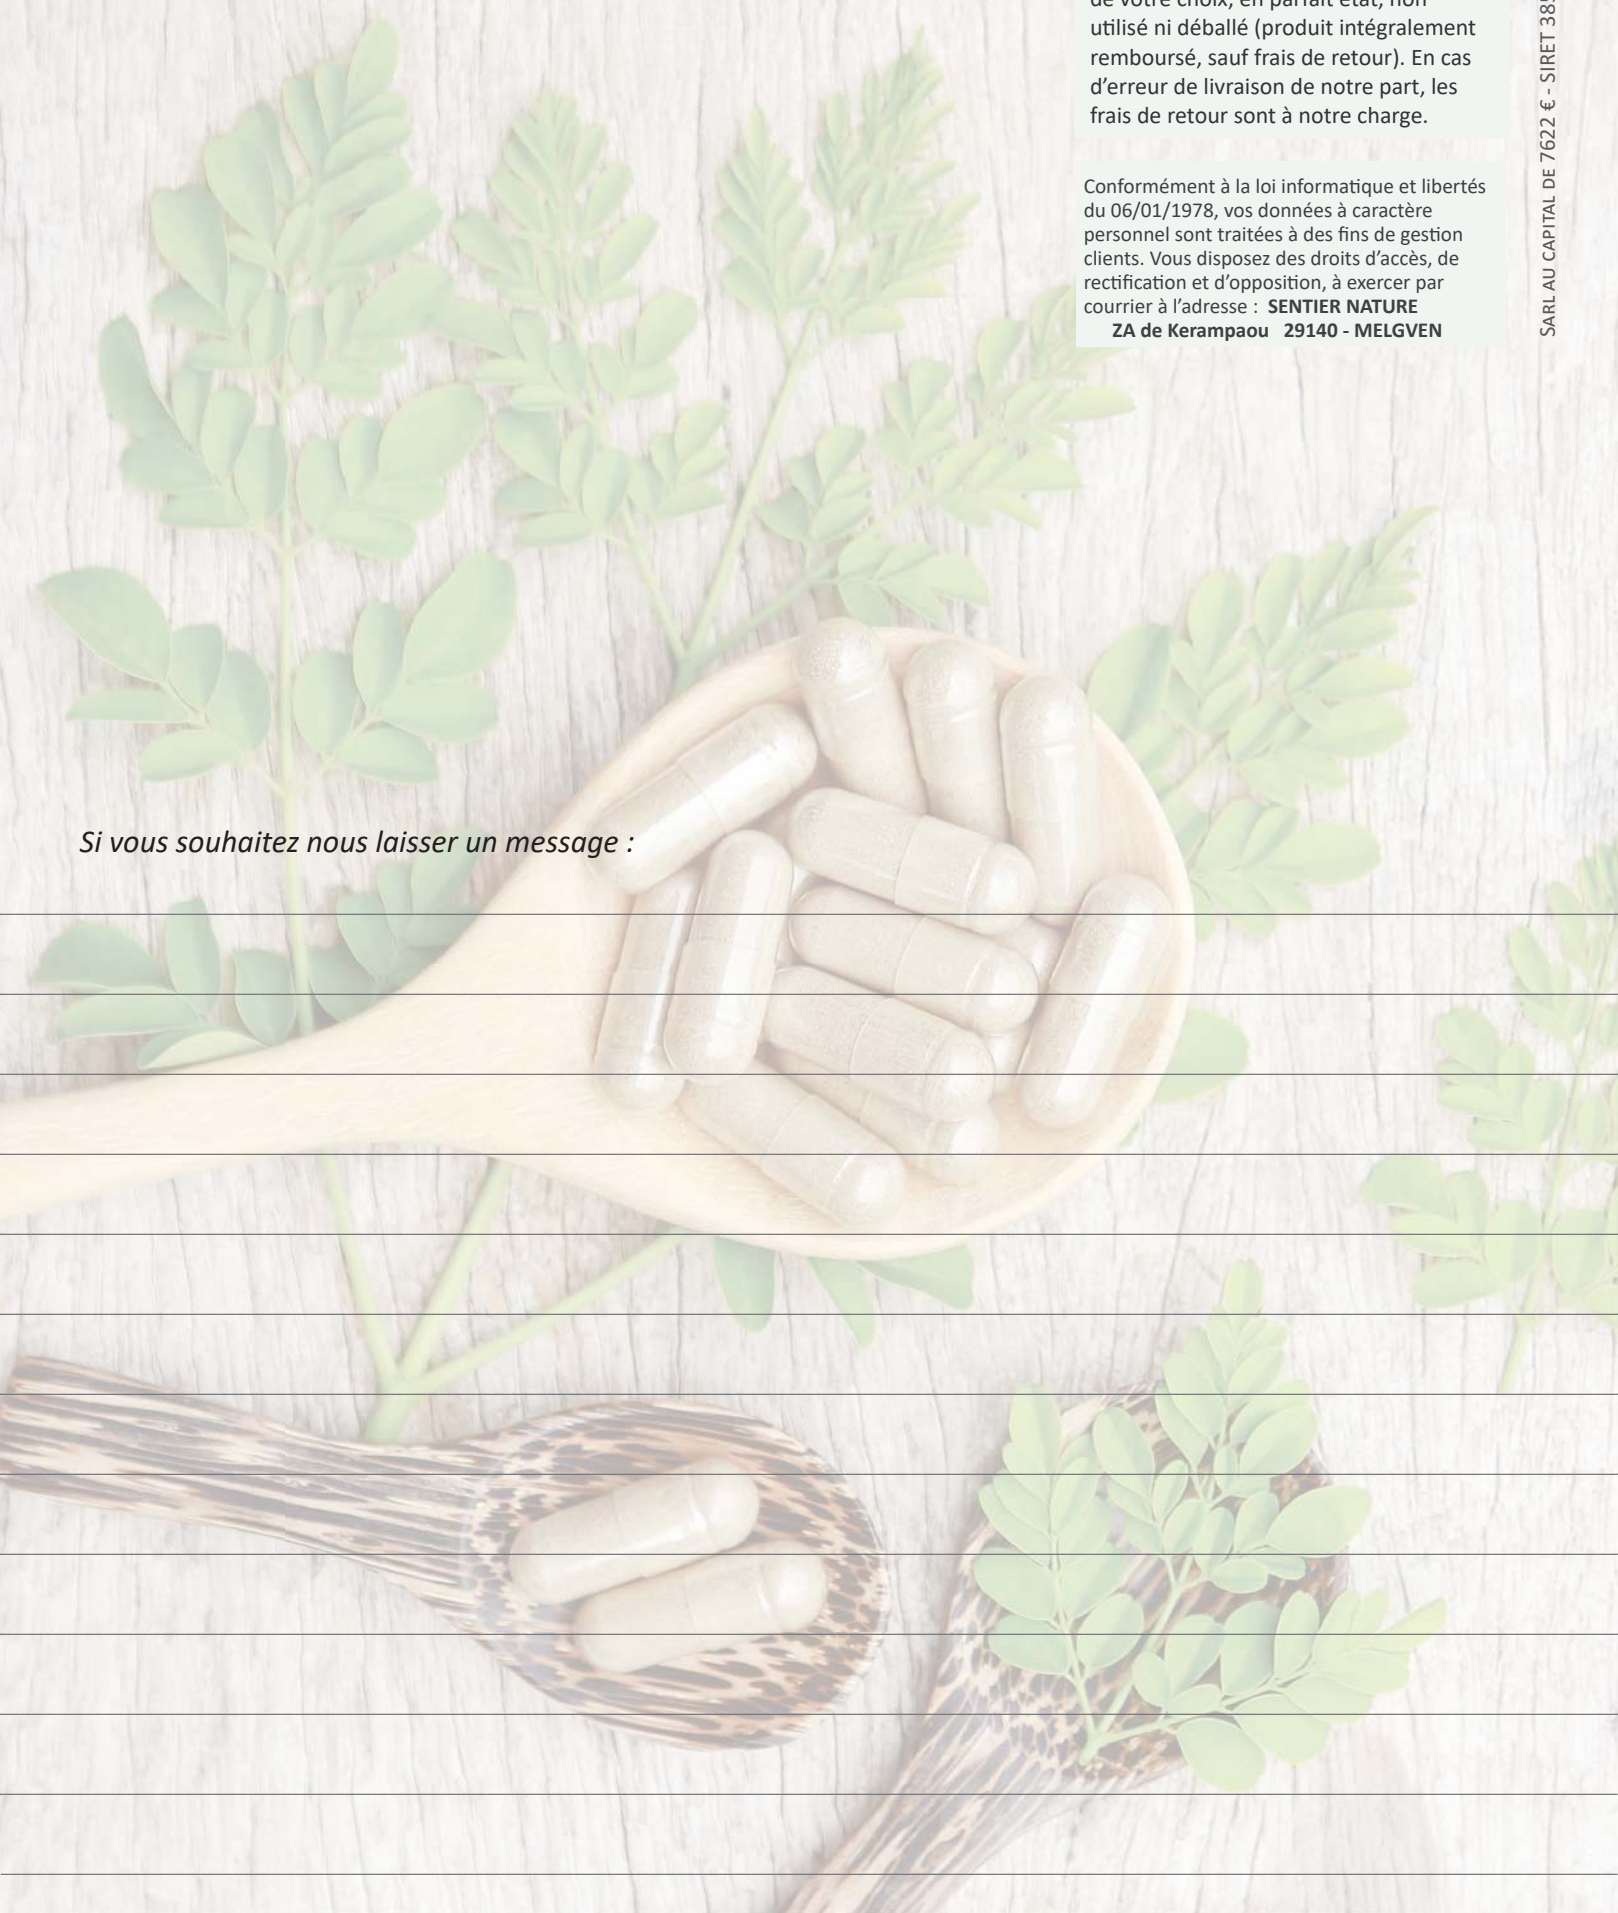 de votre choix, en parfait état, non
utilisé ni déballé (produit intégralement
remboursé, sauf frais de retour). En cas
d’erreur de livraison de notre part, les
frais de retour sont à notre charge.
Conformément à la loi informatique et libertés
du 06/01/1978, vos données à caractère
personnel sont traitées à des fins de gestion
clients. Vous disposez des droits d’accès, de
rectification et d’opposition, à exercer par
courrier à l’adresse : SENTIER NATURE
ZA de Kerampaou 29140 - MELGVEN
SARL AU CAPITAL DE 7622 € - SIRET 385
Si vous souhaitez nous laisser un message :